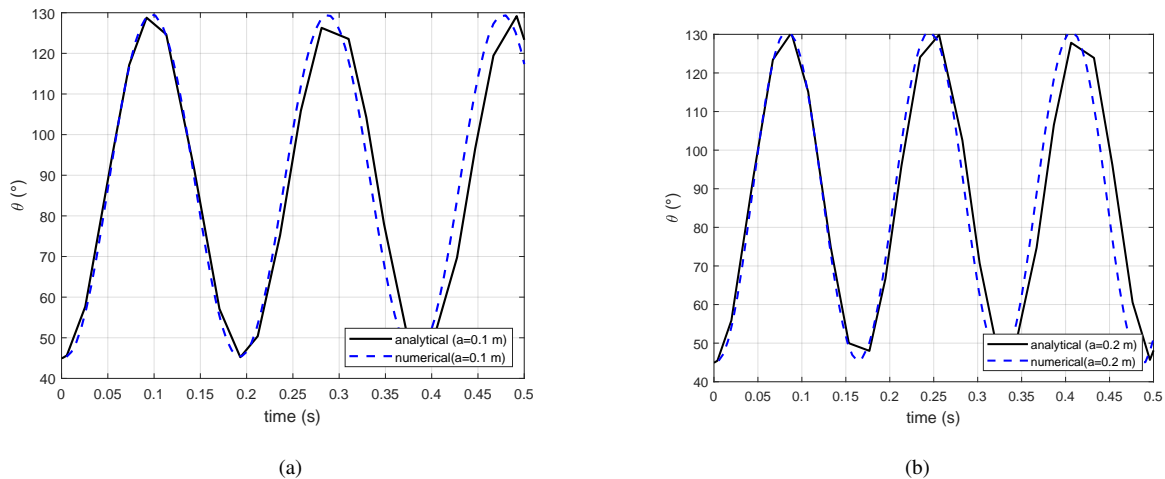 130
120
110
100
90
80
70
60
50
40
θ (°)
0 0.05 0.1 0.15 0.2 0.25 0.3 0.35 0.4 0.45 0.5
time (s)
analytical (a=0.1 m)
numerical(a=0.1 m)
(a)
130
120
110
100
90
80
70
60
50
40
θ (°)
0 0.05 0.1 0.15 0.2 0.25 0.3 0.35 0.4 0.45 0.5
time (s)
analytical (a=0.2 m)
numerical(a=0.2 m)
(b)